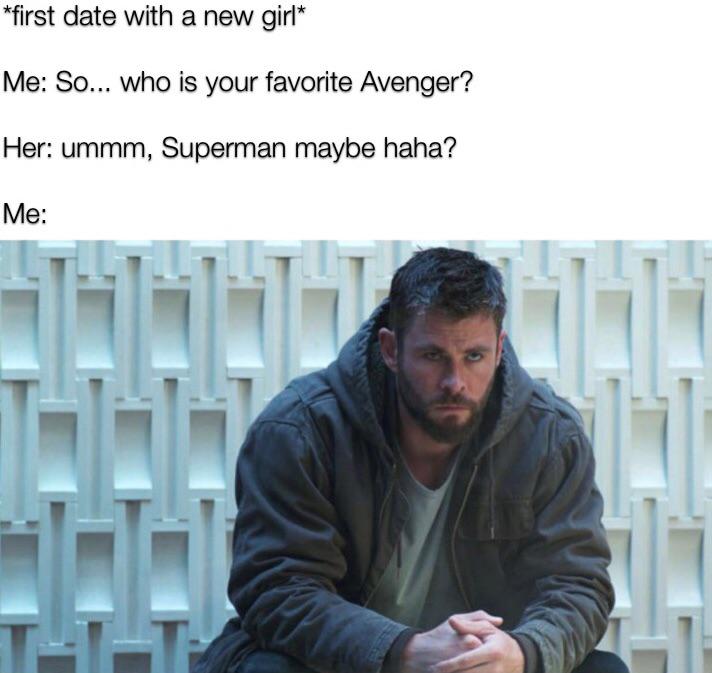 *first date with a new girl*
Me: So... who is your favorite Avenger?
Her: ummm, Superman maybe haha?
Me: